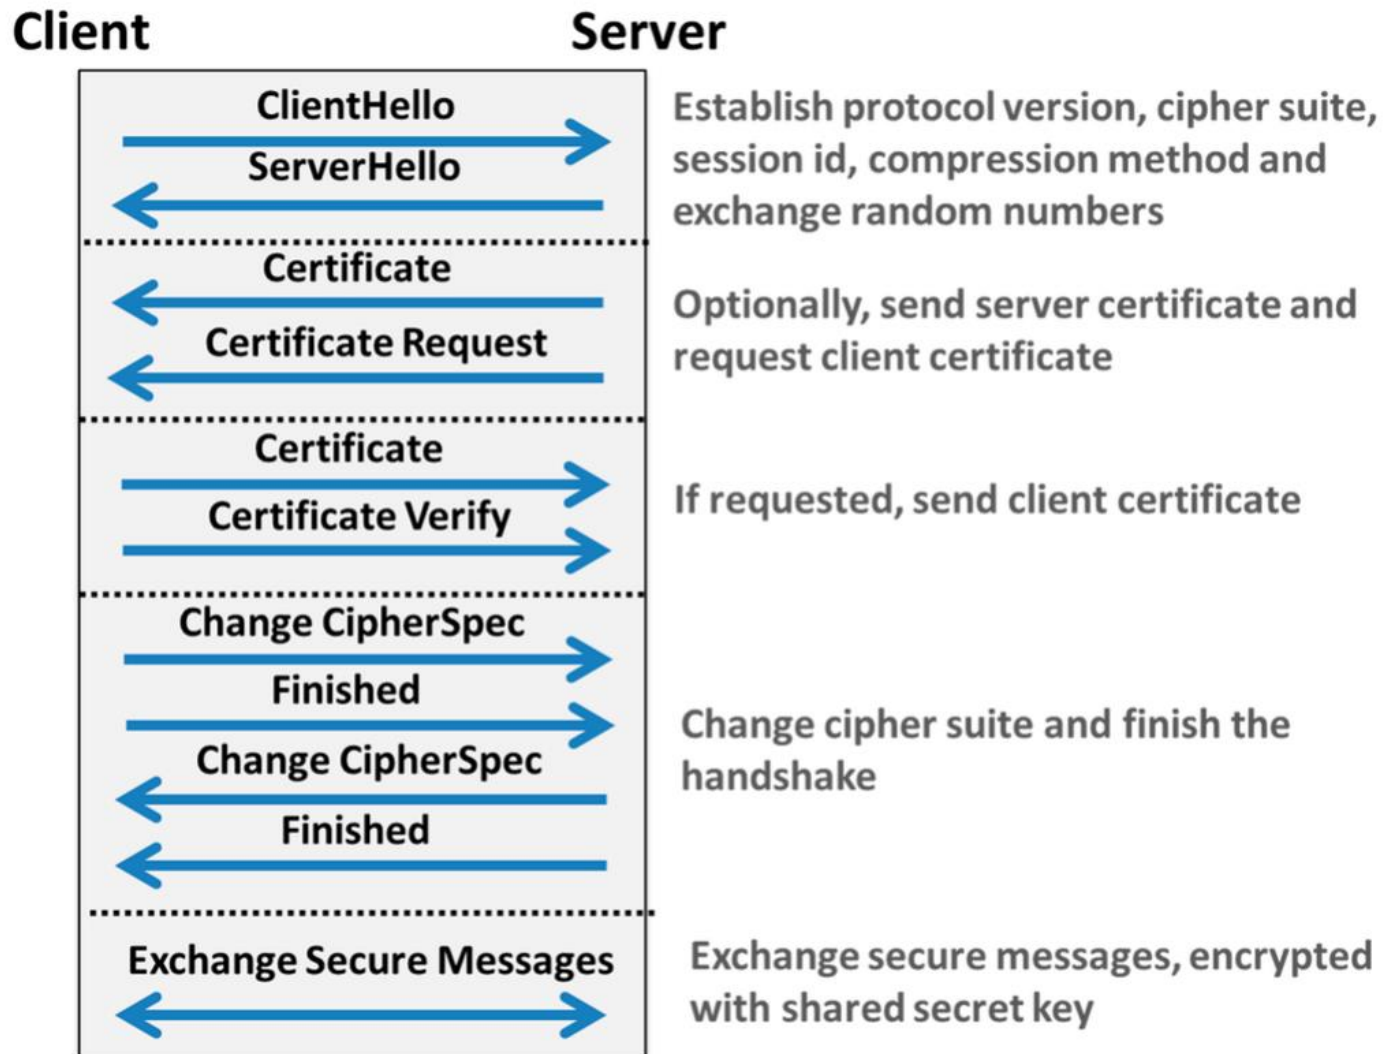 Client Server
ClientHello
ServerHello
Establish protocol version, cipher suite,
session id, compression method and
exchange random numbers
Certificate
Certificate Request
Optionally, send server certificate and
request client certificate
Certificate
Certificate Verify
If requested, send client certificate
Change CipherSpec
Finished
Change CipherSpec
Finished
Change cipher suite and finish the
handshake
Exchange Secure Messages
Exchange secure messages, encrypted
with shared secret key